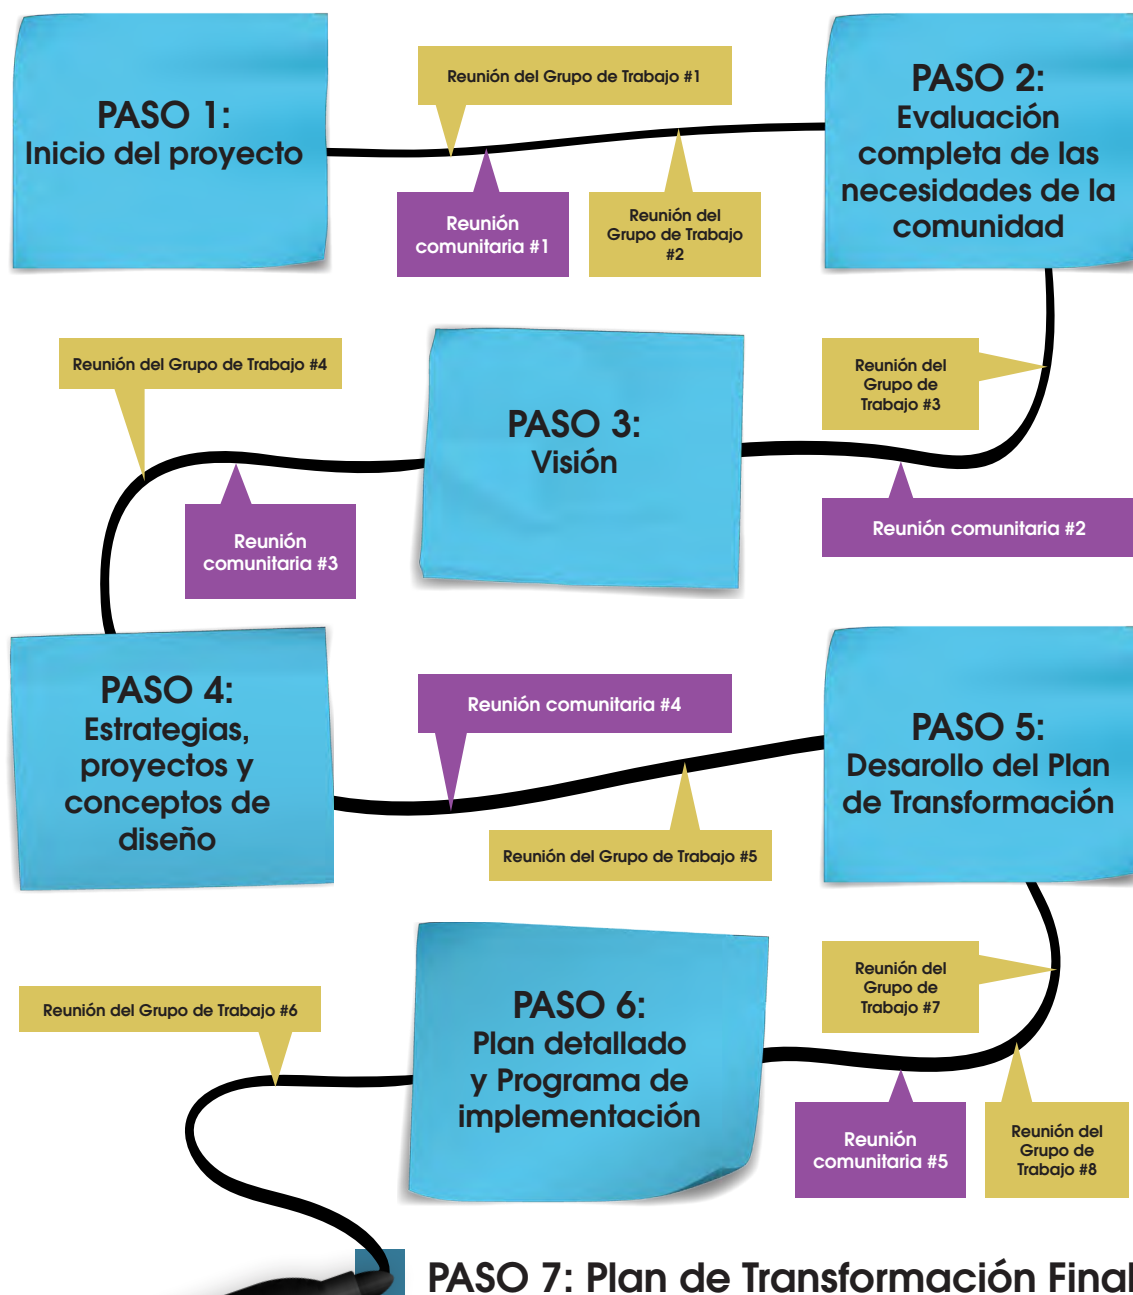 PASO 1:
Inicio del proyecto
Reunión del Grupo de Trabajo #1
Reunión
comunitaria #1
Reunión del
Grupo de Trabajo
#2
PASO 2:
Evaluación
completa de las
necesidades de la
comunidad
Reunión del
Grupo de
Trabajo #3
Reunión comunitaria #2
PASO 3:
Visión
Reunión
comunitaria #3
Reunión del Grupo de Trabajo #4
PASO 4:
Estrategias,
proyectos y
conceptos de
diseño
Reunión comunitaria #4
Reunión del Grupo de Trabajo #5
PASO 5:
Desarollo del Plan
de Transformación
Reunión del
Grupo de
Trabajo #7
Reunión del
Grupo de
Trabajo #8
Reunión
comunitaria #5
PASO 6:
Plan detallado
y Programa de
implementación
Reunión del Grupo de Trabajo #6
PASO 7: Plan de Transformación Final